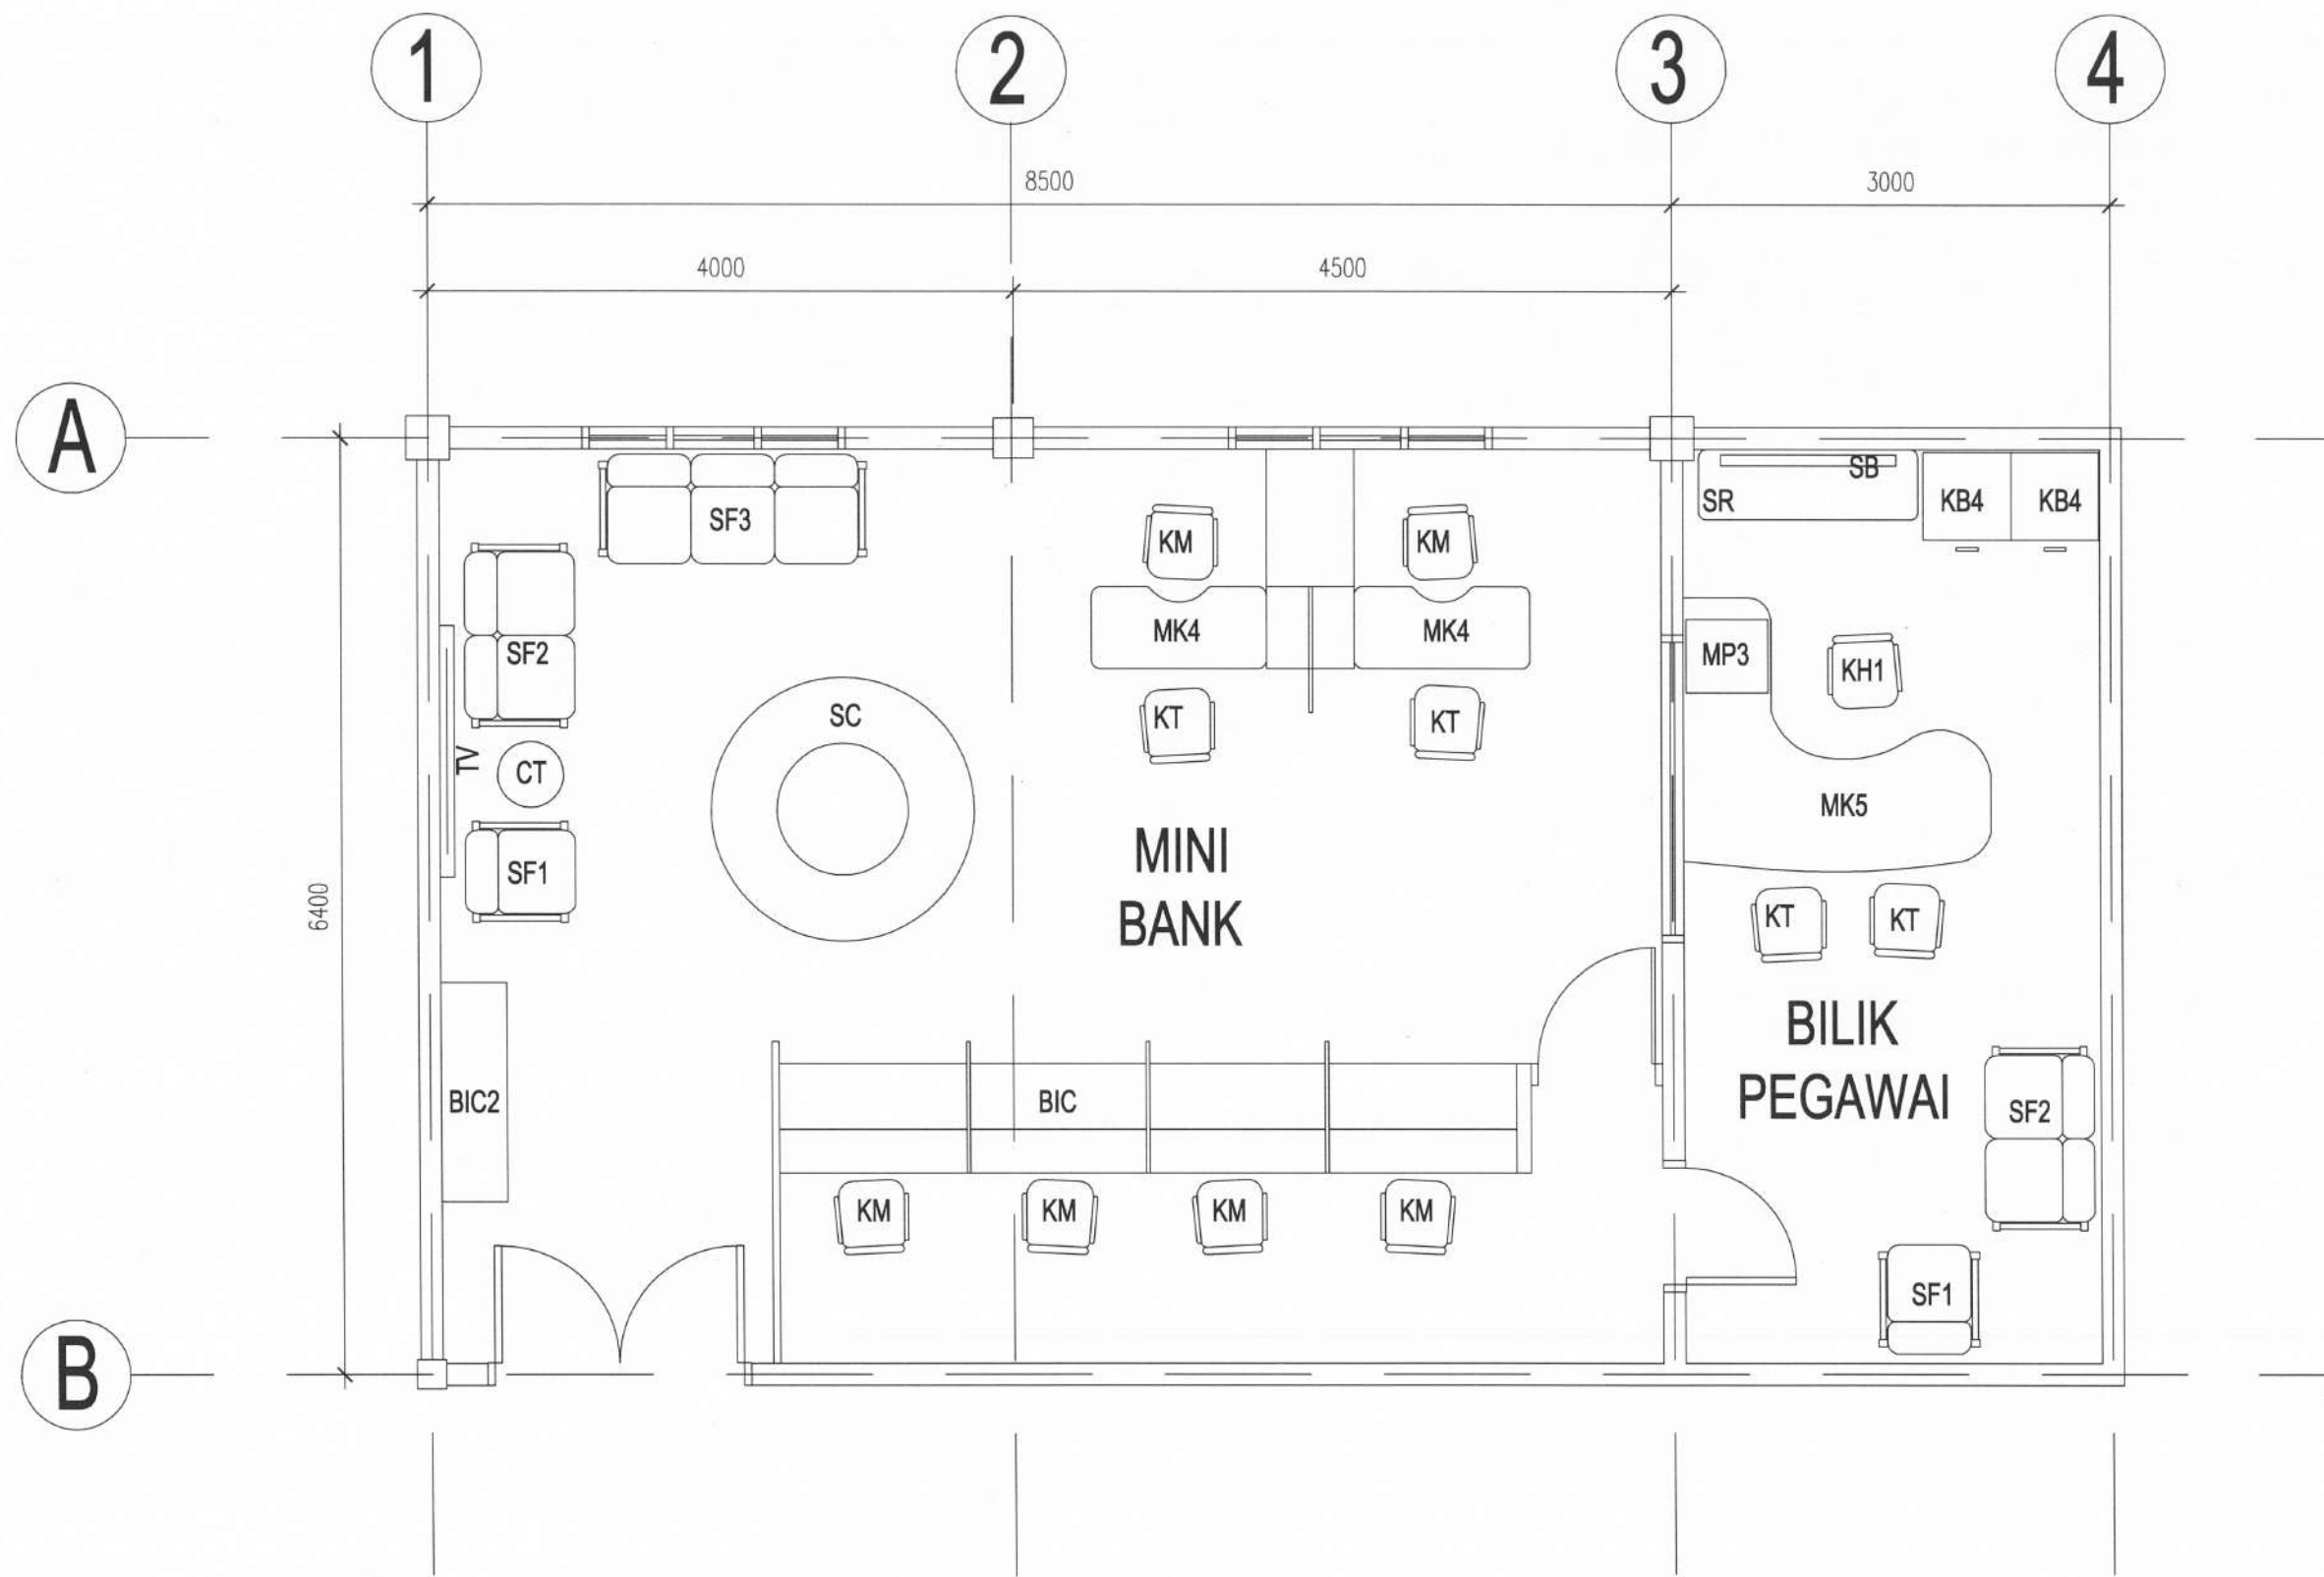 1
2
3
4
8500
3000
4000
4500
A
SB
SR
KB4
KB4
SF3
KM
KM
MK4
MK4
SF2
MP3
KH1
SC
KT
KT
TV
CT
MK5
MINI
BANK
SF1
6400
KT
KT
BILIK
PEGAWAI
BIC2
BIC
SF2
KM
KM
KM
KM
SF1
B